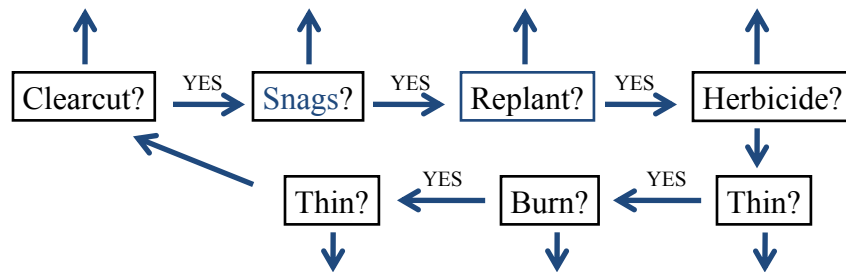 Clearcut? YES Snags? YES Replant? YES Herbicide?
Thin? YES Burn? YES Thin?